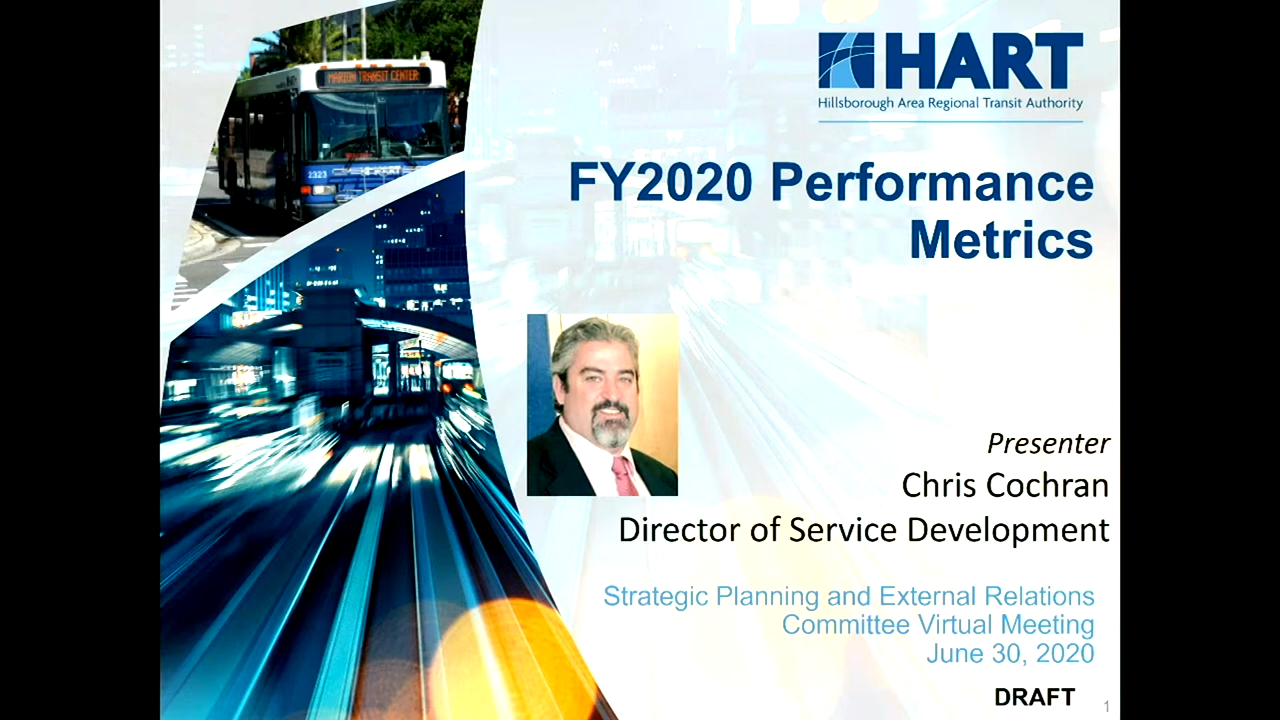 MARION TRANSIT CENTER
2323
HART
Hillsborough Area Regional Transit Authority
FY2020 Performance
Metrics
Presenter
Chris Cochran
Director of Service Development
Strategic Planning and External Relations
Committee Virtual Meeting
June 30, 2020
DRAFT
1